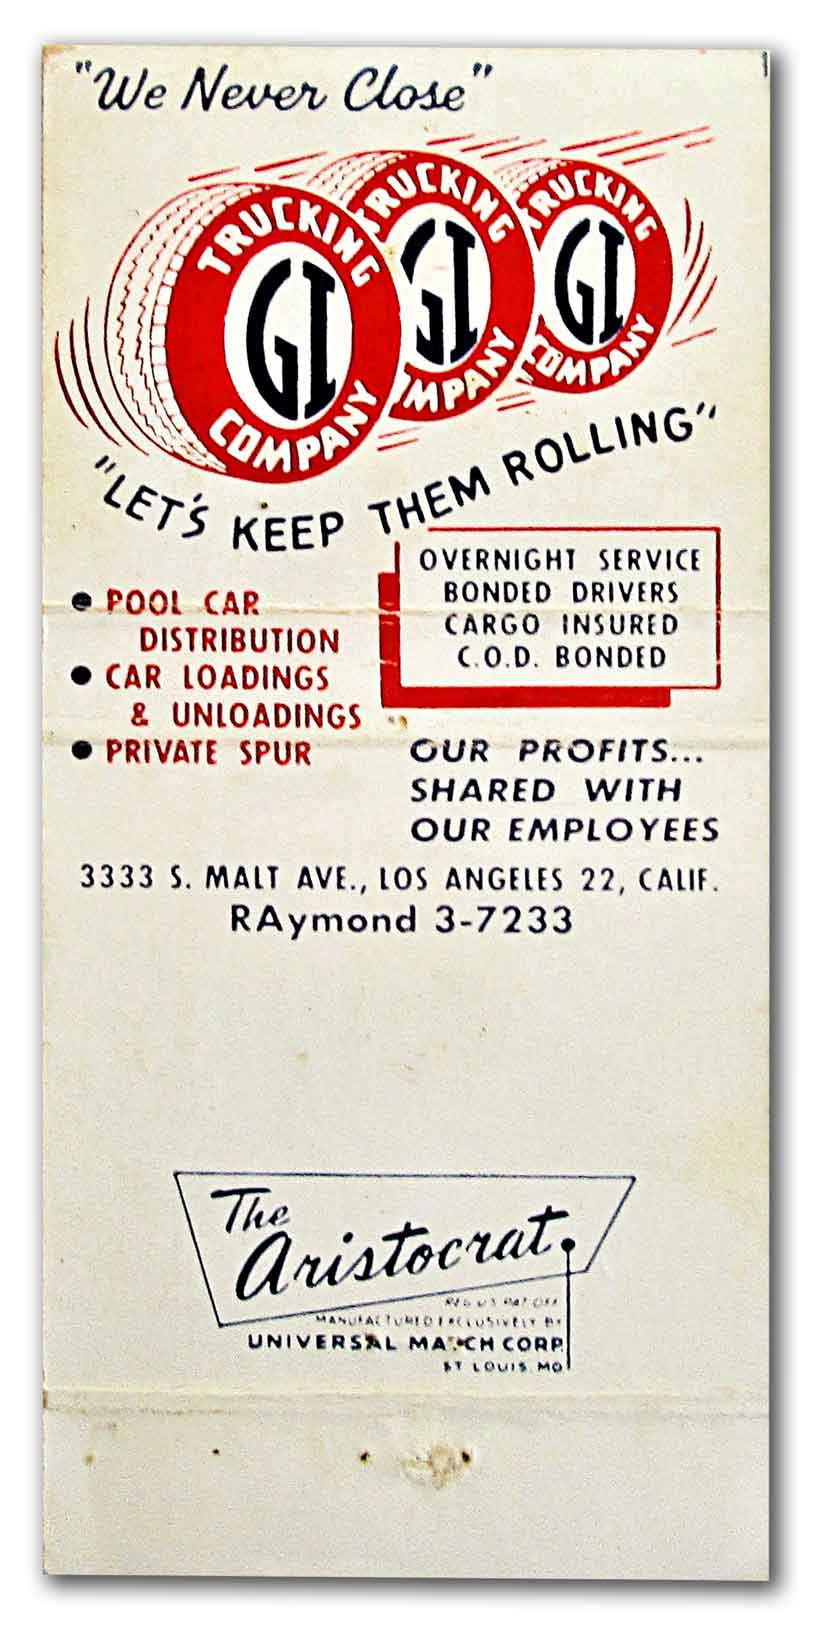 "We Never Close"
TRUCKING GI COMPANY
TRUCKING GI COMPANY
TRUCKING GI COMPANY
"LET'S KEEP THEM ROLLING"
OVERNIGHT SERVICE
BONDED DRIVERS
CARGO INSURED
C.O.D. BONDED
• POOL CAR
DISTRIBUTION
• CAR LOADINGS
& UNLOADINGS
• PRIVATE SPUR
OUR PROFITS...
SHARED WITH
OUR EMPLOYEES
3333 S. MALT AVE., LOS ANGELES 22, CALIF.
RAymond 3-7233
The
Aristocrat
REG. U.S. PAT. OFF.
MANUFACTURED EXCLUSIVELY BY
UNIVERSAL MATCH CORP.
ST. LOUIS, MO